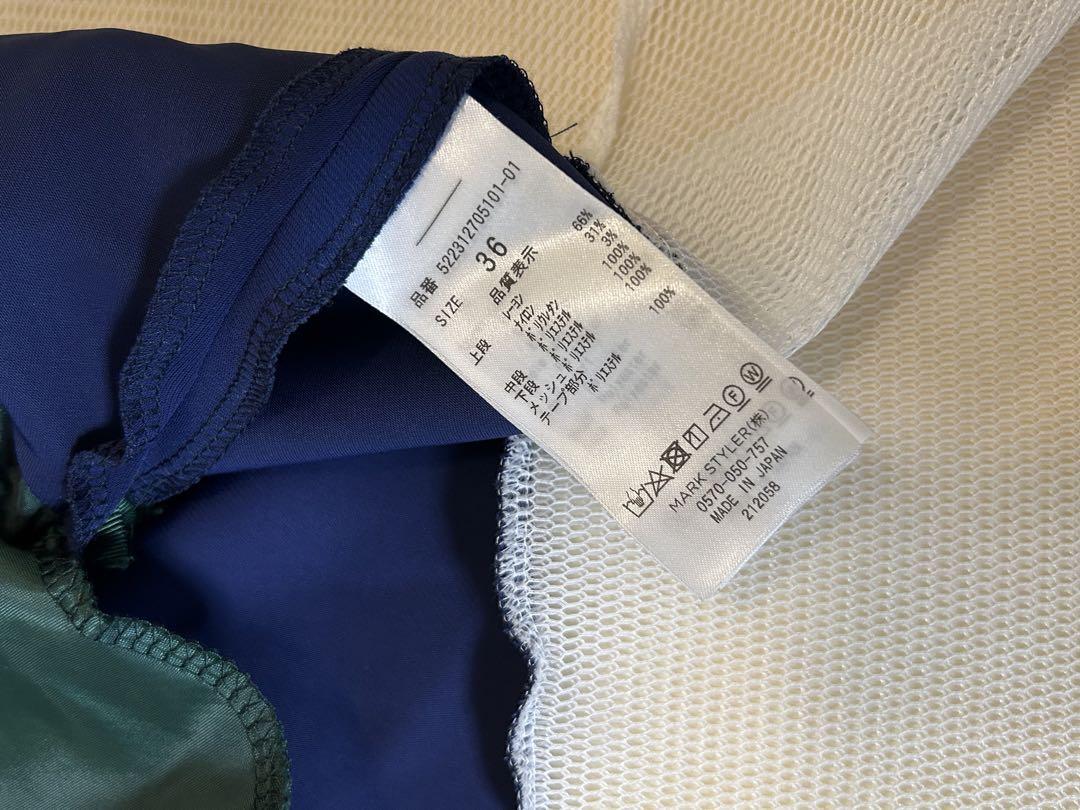 品番 522312705101-01
SIZE 36
品質表示
上段 レーヨン 66%
ナイロン 31%
ポリウレタン 3%
中段 ポリエステル 100%
下段 ポリエステル 100%
メッシュ ポリエステル 100%
テープ部分
ポリエステル 100%
MARK STYLER(株)
0570-050-757
MADE IN JAPAN
212058